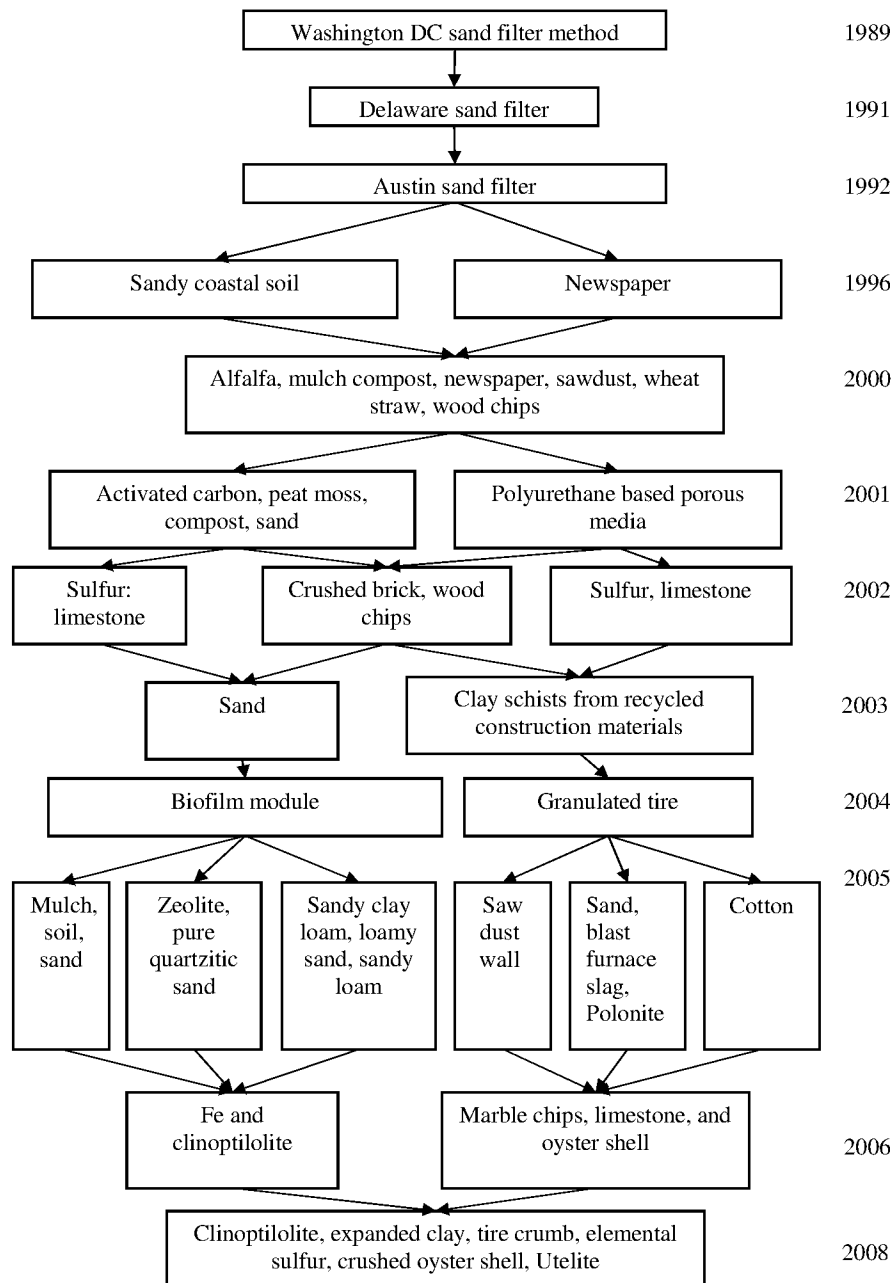 Washington DC sand filter method
1989
Delaware sand filter
1991
Austin sand filter
1992
Sandy coastal soil
Newspaper
1996
Alfalfa, mulch compost, newspaper, sawdust, wheat
straw, wood chips
2000
Activated carbon, peat moss,
compost, sand
Polyurethane based porous
media
2001
Sulfur:
limestone
Crushed brick, wood
chips
Sulfur, limestone
2002
Sand
Clay schists from recycled
construction materials
2003
Biofilm module
Granulated tire
2004
Mulch,
soil,
sand
Zeolite,
pure
quartzitic
sand
Sandy clay
loam, loamy
sand, sandy
loam
Saw
dust
wall
Sand,
blast
furnace
slag,
Polonite
Cotton
2005
Fe and
clinoptilolite
Marble chips, limestone, and
oyster shell
2006
Clinoptilolite, expanded clay, tire crumb, elemental
sulfur, crushed oyster shell, Utelite
2008